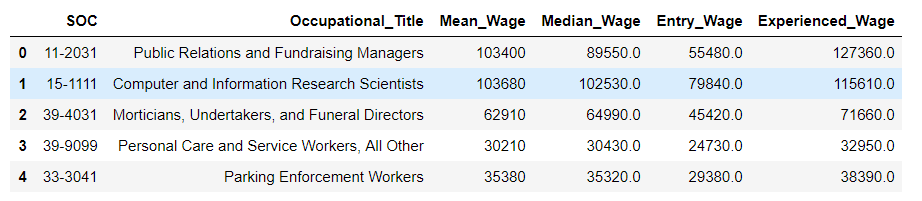 SOC Occupational_Title Mean_Wage Median_Wage Entry_Wage Experienced_Wage
0 11-2031 Public Relations and Fundraising Managers 103400 89550.0 55480.0 127360.0
1 15-1111 Computer and Information Research Scientists 103680 102530.0 79840.0 115610.0
2 39-4031 Morticians, Undertakers, and Funeral Directors 62910 64990.0 45420.0 71660.0
3 39-9099 Personal Care and Service Workers, All Other 30210 30430.0 24730.0 32950.0
4 33-3041 Parking Enforcement Workers 35380 35320.0 29380.0 38390.0